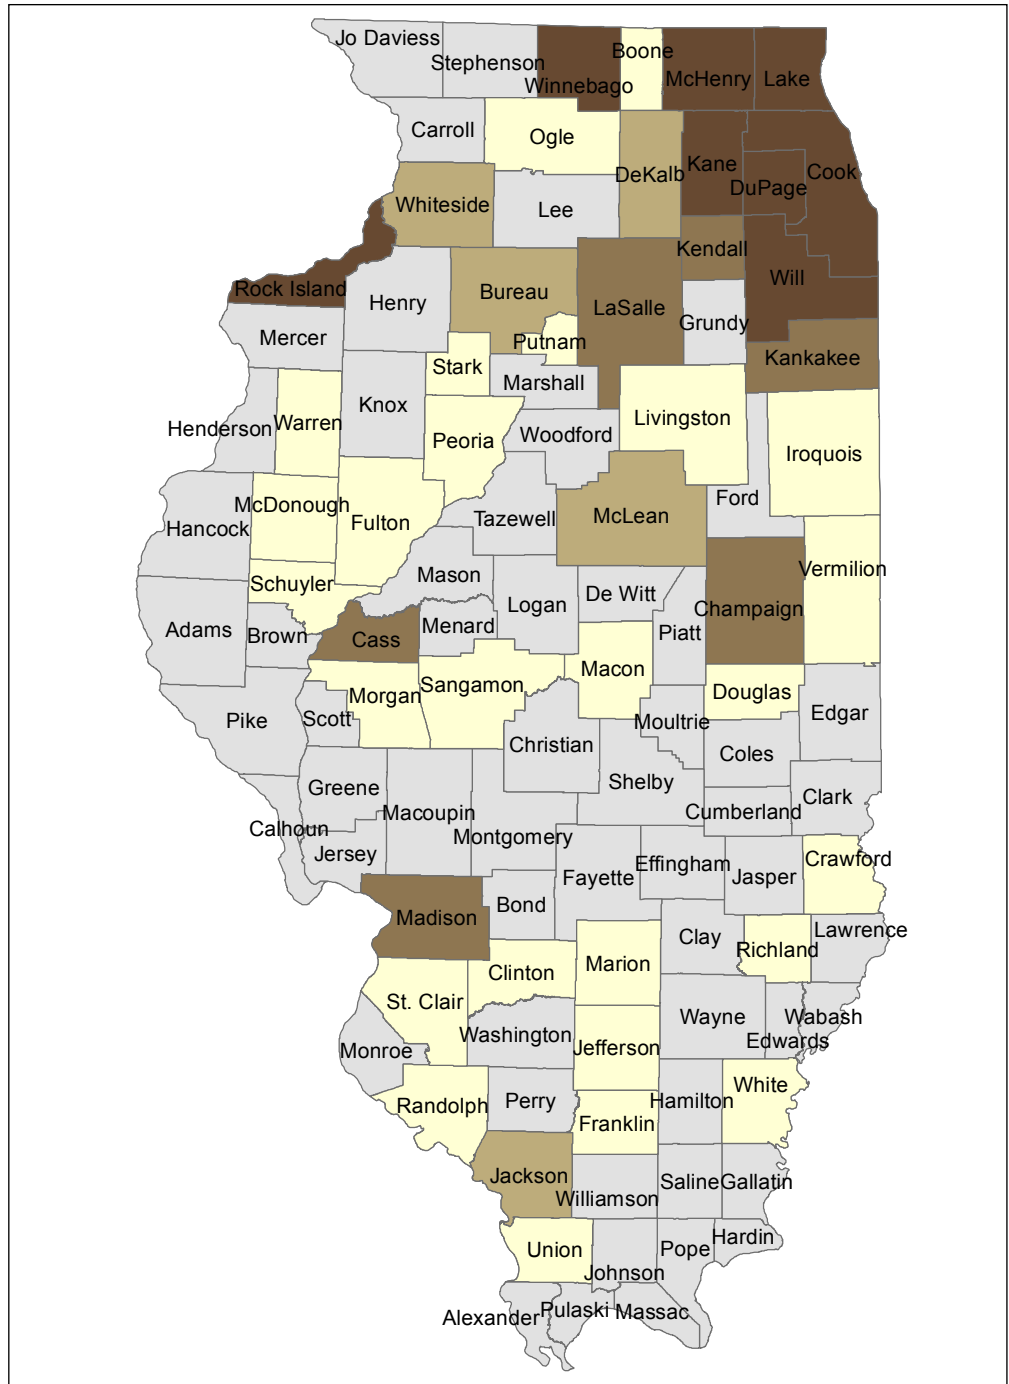 Jo Daviess
Stephenson
Winnebago
Boone
McHenry
Lake
Carroll
Ogle
DeKalb
Kane
DuPage
Cook
Whiteside
Lee
Kendall
Rock Island
Henry
Bureau
LaSalle
Will
Grundy
Mercer
Putnam
Kankakee
Stark
Marshall
Henderson
Warren
Knox
Peoria
Woodford
Livingston
Iroquois
Hancock
McDonough
Fulton
Tazewell
McLean
Ford
Schuyler
Mason
Logan
De Witt
Champaign
Vermilion
Adams
Brown
Cass
Menard
Piatt
Macon
Pike
Scott
Morgan
Sangamon
Christian
Moultrie
Douglas
Edgar
Coles
Shelby
Greene
Macoupin
Montgomery
Cumberland
Clark
Calhoun
Jersey
Fayette
Effingham
Jasper
Crawford
Madison
Bond
Clay
Richland
Lawrence
Clinton
Marion
St. Clair
Washington
Wayne
Edwards
Wabash
Monroe
Jefferson
Randolph
Perry
Franklin
Hamilton
White
Jackson
Williamson
Saline
Gallatin
Union
Johnson
Pope
Hardin
Alexander
Pulaski
Massac